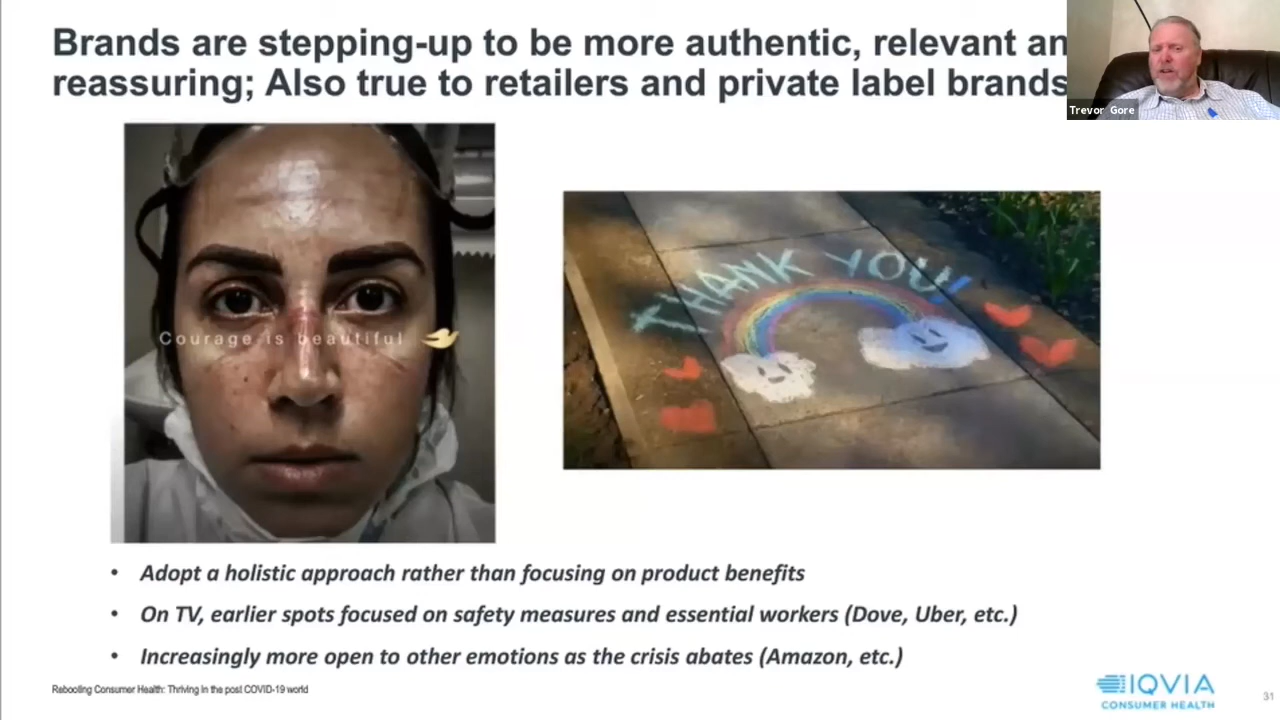 Brands are stepping-up to be more authentic, relevant an
reassuring; Also true to retailers and private label brands
Trevor Gore
Courage is beautiful
THANK YOU!
• Adopt a holistic approach rather than focusing on product benefits
• On TV, earlier spots focused on safety measures and essential workers (Dove, Uber, etc.)
• Increasingly more open to other emotions as the crisis abates (Amazon, etc.)
Rebooting Consumer Health: Thriving in the post COVID-19 world
IQVIA
CONSUMER HEALTH
31